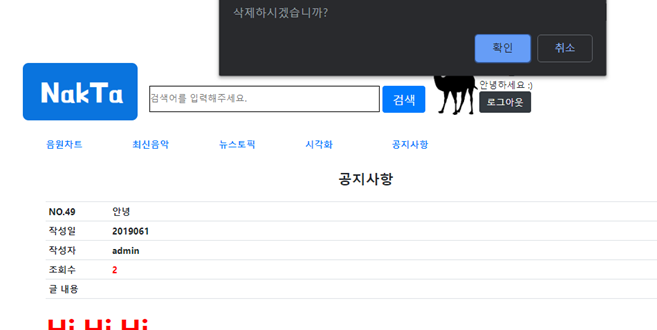 삭제하시겠습니까?
확인 취소
NakTa
검색어를 입력해주세요.
검색
안녕하세요 :)
로그아웃
음원차트 최신음악 뉴스토픽 시각화 공지사항
공지사항
NO.49 안녕
작성일 2019061
작성자 admin
조회수 2
글 내용
Hi Hi Hi